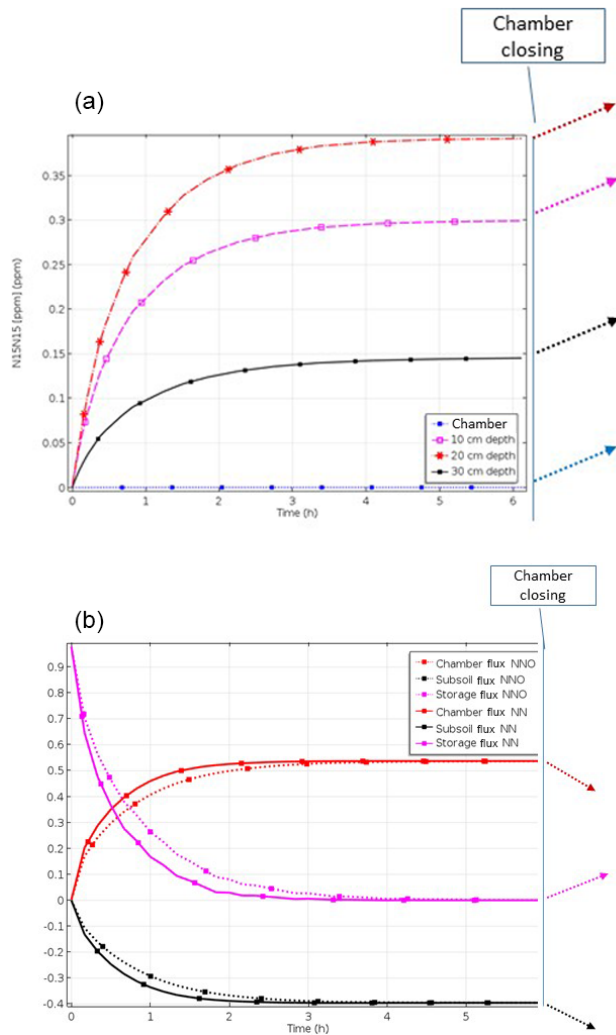 Chamber
closing
(a)
0.35
0.3
0.25
0.2
0.15
0.1
0.05
0
N15N15 [ppm] (ppm)
Chamber
10 cm depth
20 cm depth
30 cm depth
0 1 2 3 4 5 6
Time (h)
Chamber
closing
(b)
0.9
0.8
0.7
0.6
0.5
0.4
0.3
0.2
0.1
0
-0.1
-0.2
-0.3
-0.4
Chamber flux NNO
Subsoil flux NNO
Storage flux NNO
Chamber flux NN
Subsoil flux NN
Storage flux NN
0 1 2 3 4 5
Time (h)